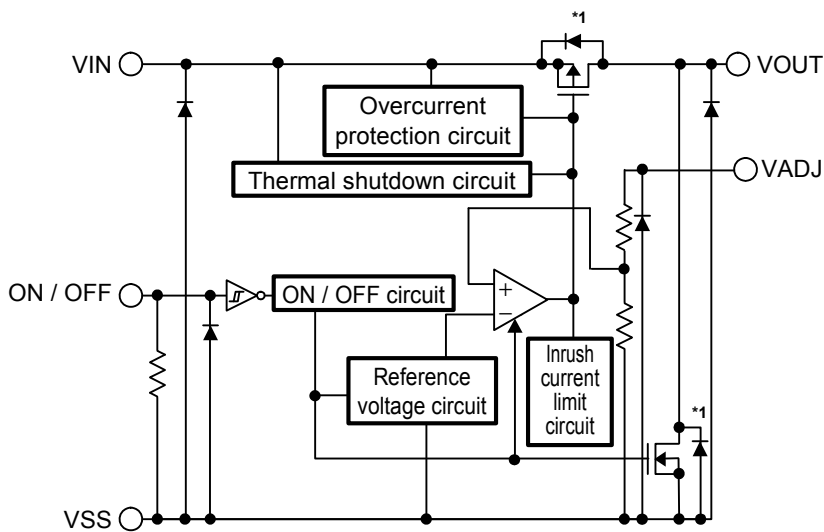 *1
VIN
VOUT
Overcurrent
protection circuit
Thermal shutdown circuit
VADJ
ON / OFF
ON / OFF circuit
+
−
Reference
voltage circuit
Inrush
current
limit
circuit
*1
VSS